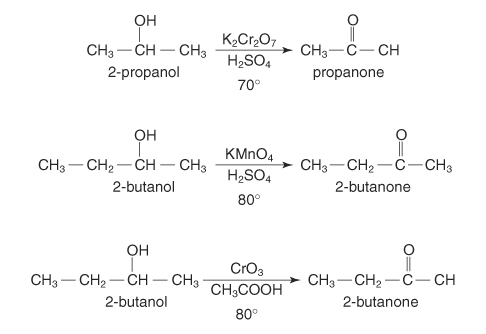 OH O
CH₃ — CH — CH₃ K₂Cr₂O₇ CH₃ — C — CH
2-propanol H₂SO₄ propanone
70°
OH O
CH₃ — CH₂ — CH — CH₃ KMnO₄ CH₃ — CH₂ — C — CH₃
2-butanol H₂SO₄ 2-butanone
80°
OH O
CH₃ — CH₂ — CH — CH₃ CrO₃ CH₃ — CH₂ — C — CH
2-butanol CH₃COOH 2-butanone
80°